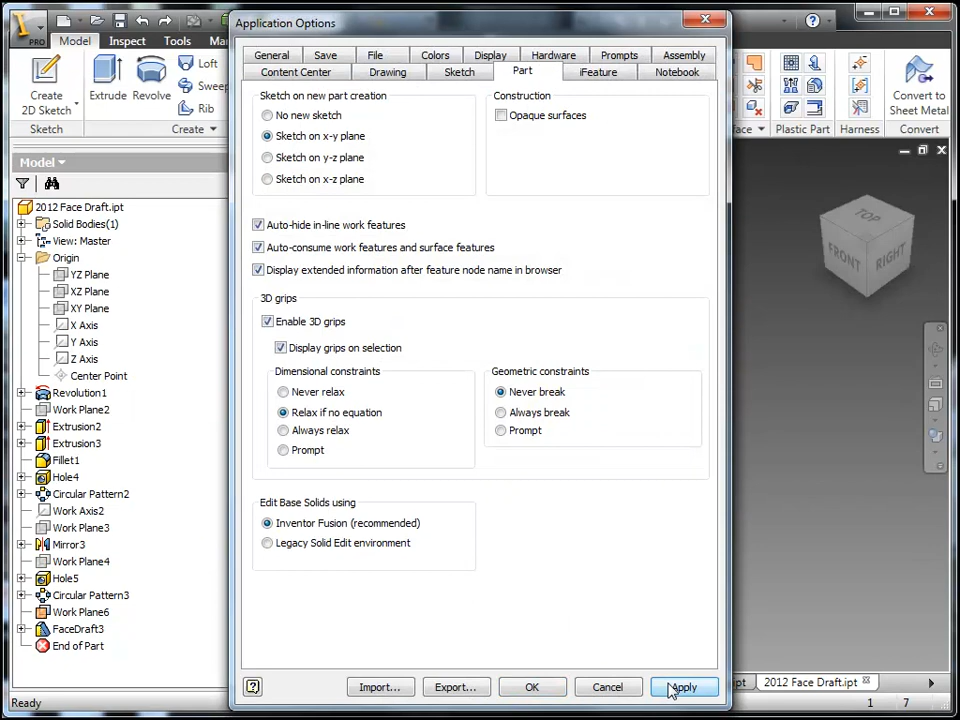 PRO
Model Inspect Tools
Application Options
General Save File Colors Display Hardware Prompts Assembly
Content Center Drawing Sketch Part iFeature Notebook
Create
2D Sketch
Extrude
Revolve
Loft
Sweep
Rib
Sketch
Create
Plastic Part
Harness
Convert
Convert to
Sheet Metal
Sketch on new part creation
No new sketch
Sketch on x-y plane
Sketch on y-z plane
Sketch on x-z plane
Construction
Opaque surfaces
Auto-hide in-line work features
Auto-consume work features and surface features
Display extended information after feature node name in browser
3D grips
Enable 3D grips
Display grips on selection
Dimensional constraints
Never relax
Relax if no equation
Always relax
Prompt
Geometric constraints
Never break
Always break
Prompt
Edit Base Solids using
Inventor Fusion (recommended)
Legacy Solid Edit environment
Import... Export... OK Cancel Apply
Model
2012 Face Draft.ipt
Solid Bodies(1)
View: Master
Origin
YZ Plane
XZ Plane
XY Plane
X Axis
Y Axis
Z Axis
Center Point
Revolution1
Work Plane2
Extrusion2
Extrusion3
Fillet1
Hole4
Circular Pattern2
Work Axis2
Work Plane3
Mirror3
Work Plane4
Hole5
Circular Pattern3
Work Plane6
FaceDraft3
End of Part
TOP
FRONT
RIGHT
2012 Face Draft.ipt
Ready
1 7